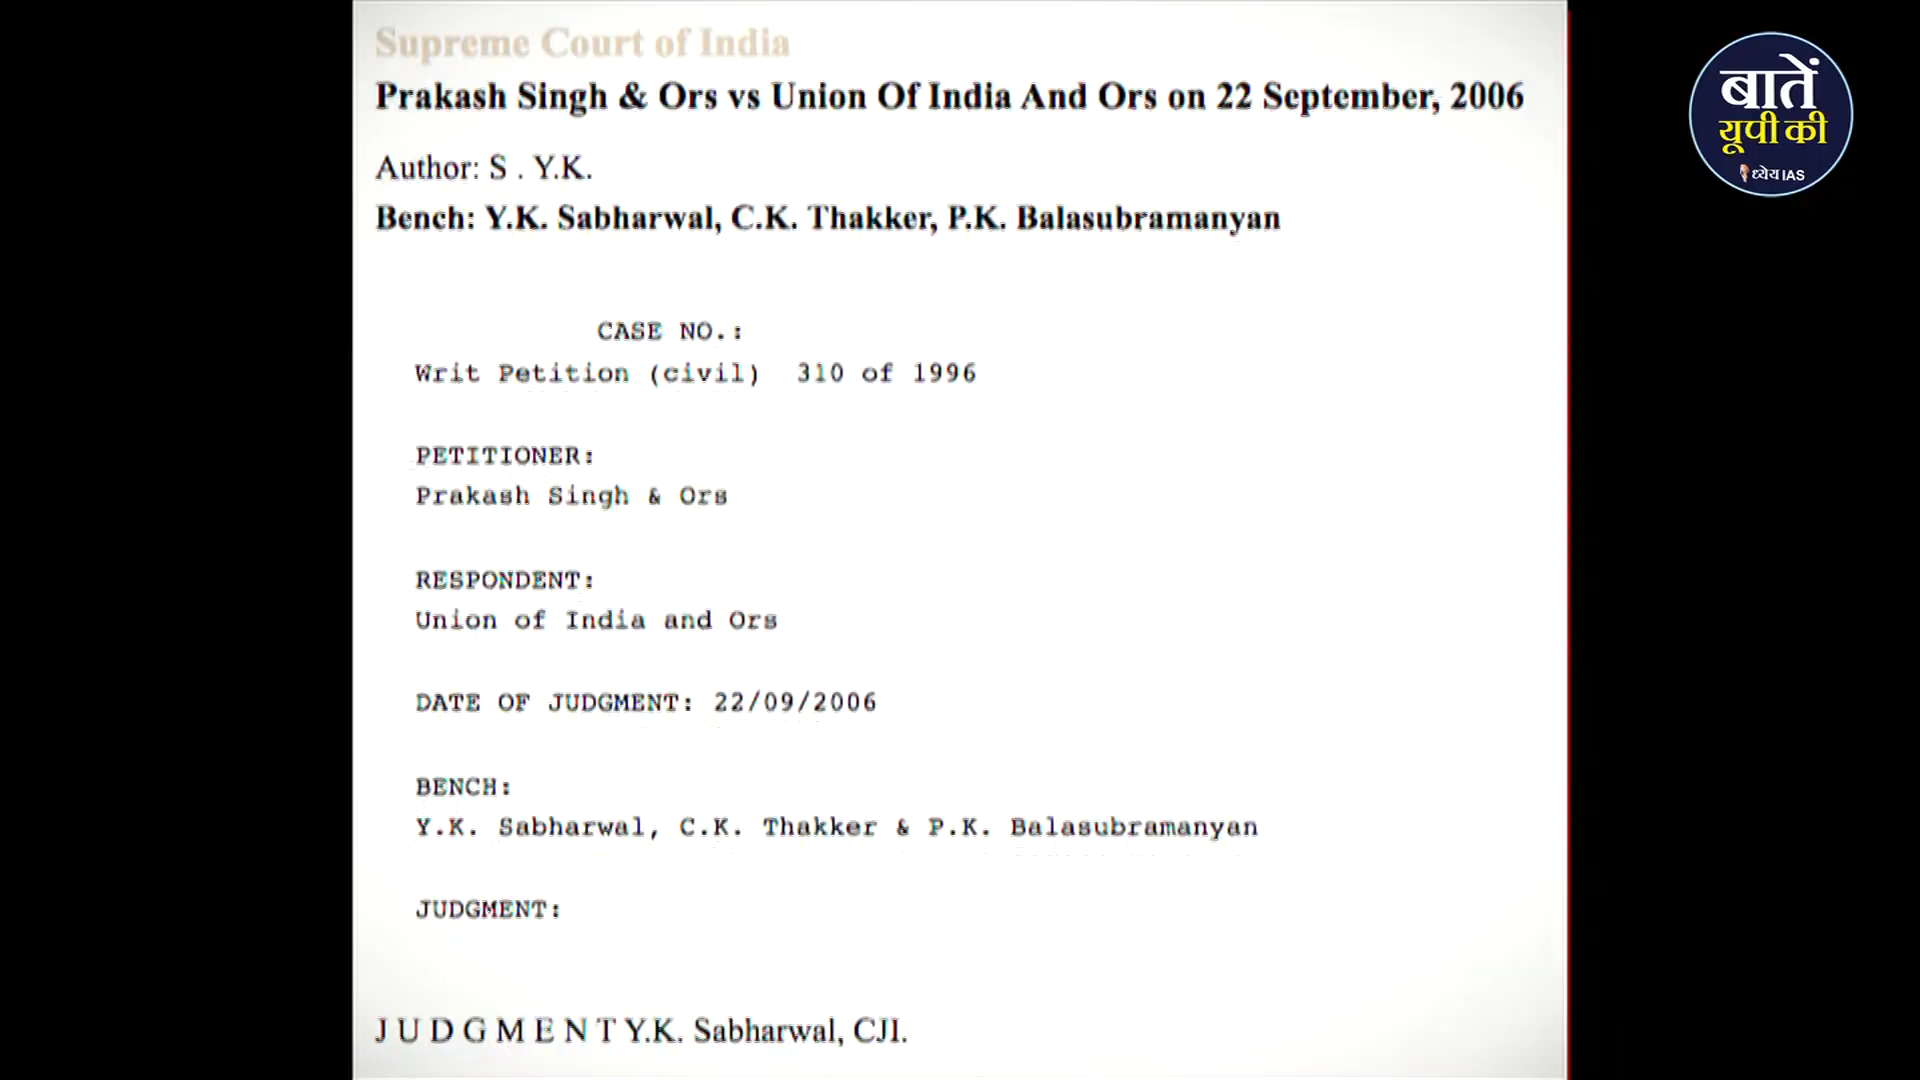 Supreme Court of India
Prakash Singh & Ors vs Union Of India And Ors on 22 September, 2006
Author: S . Y.K.
Bench: Y.K. Sabharwal, C.K. Thakker, P.K. Balasubramanyan
CASE NO.:
Writ Petition (civil) 310 of 1996
PETITIONER:
Prakash Singh & Ors
RESPONDENT:
Union of India and Ors
DATE OF JUDGMENT: 22/09/2006
BENCH:
Y.K. Sabharwal, C.K. Thakker & P.K. Balasubramanyan
JUDGMENT:
J U D G M E N T Y.K. Sabharwal, CJI.
बातें
यूपी की
ध्येय IAS